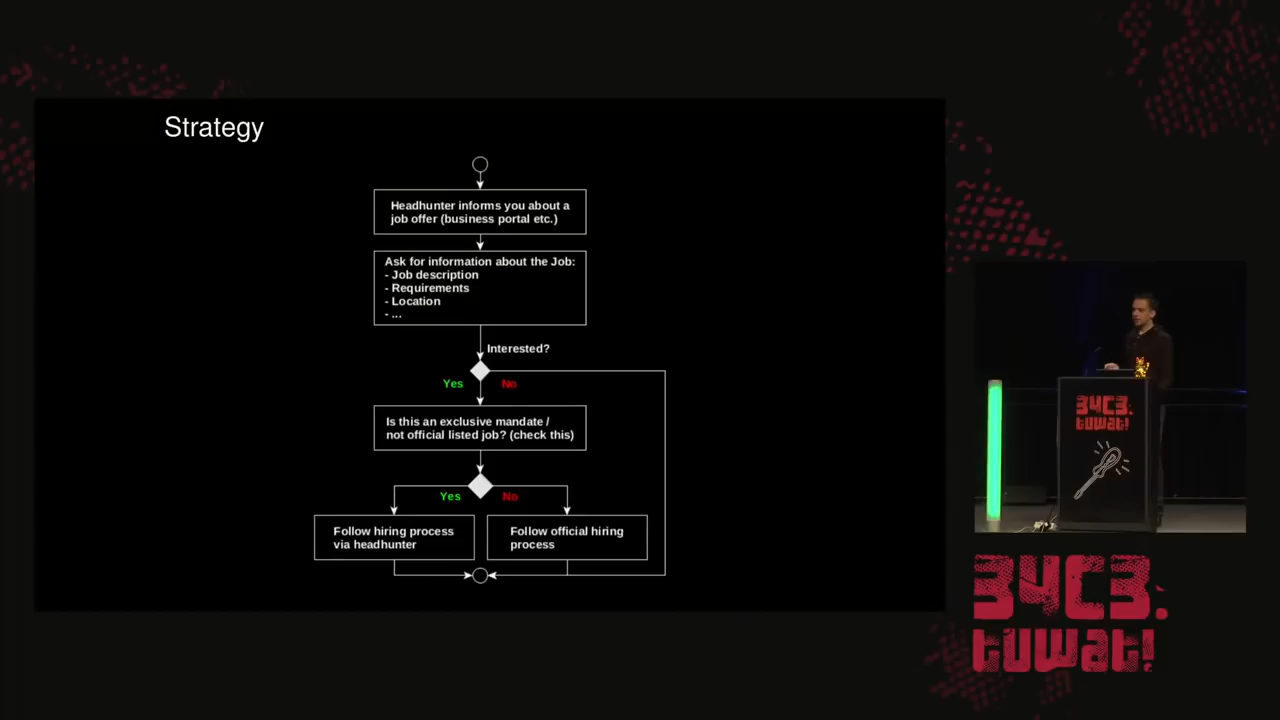 Strategy
Headhunter informs you about a
job offer (business portal etc.)
Ask for information about the Job:
- Job description
- Requirements
- Location
- ...
Interested?
Yes
No
Is this an exclusive mandate /
not official listed job? (check this)
Yes
No
Follow hiring process
via headhunter
Follow official hiring
process
34C3.
tuwat!
34C3.
tuwat!